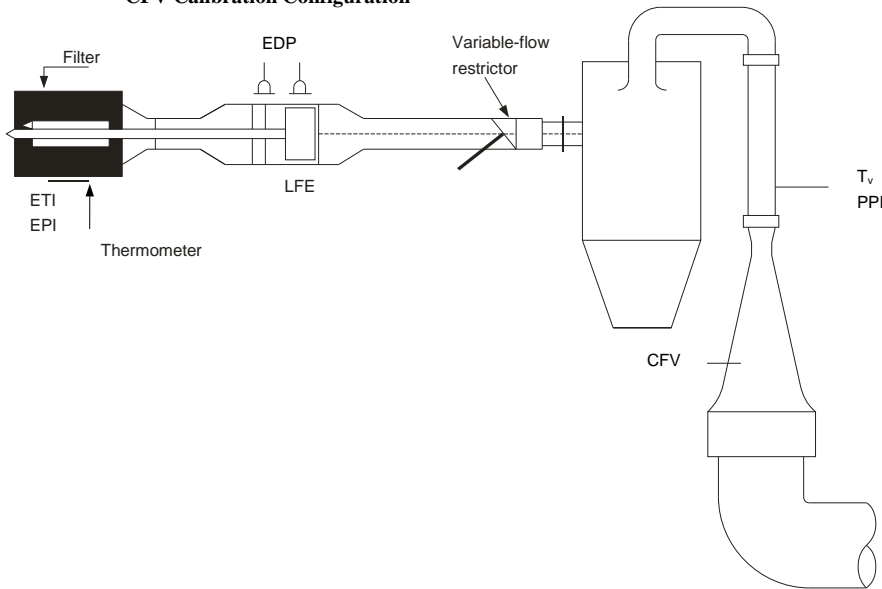 CFV Calibration Configuration
Filter
EDP
Variable-flow
restrictor
LFE
ETI
EPI
Thermometer
Tv
PPI
CFV